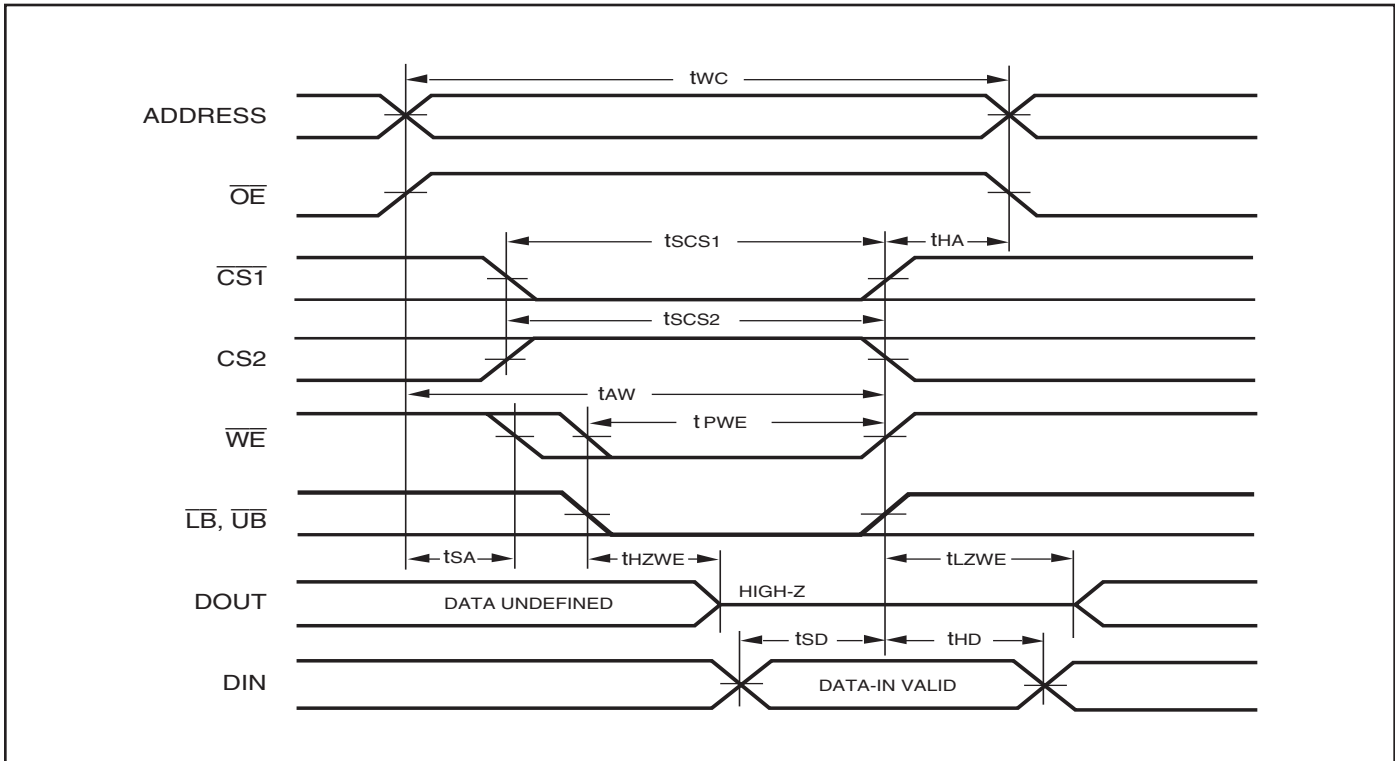 tWC
ADDRESS
OE
tSCS1 tHA
CS1
tSCS2
CS2
tAW
tPWE
WE
LB, UB
tSA tHZWE tLZWE
DOUT DATA UNDEFINED HIGH-Z
tSD tHD
DIN DATA-IN VALID